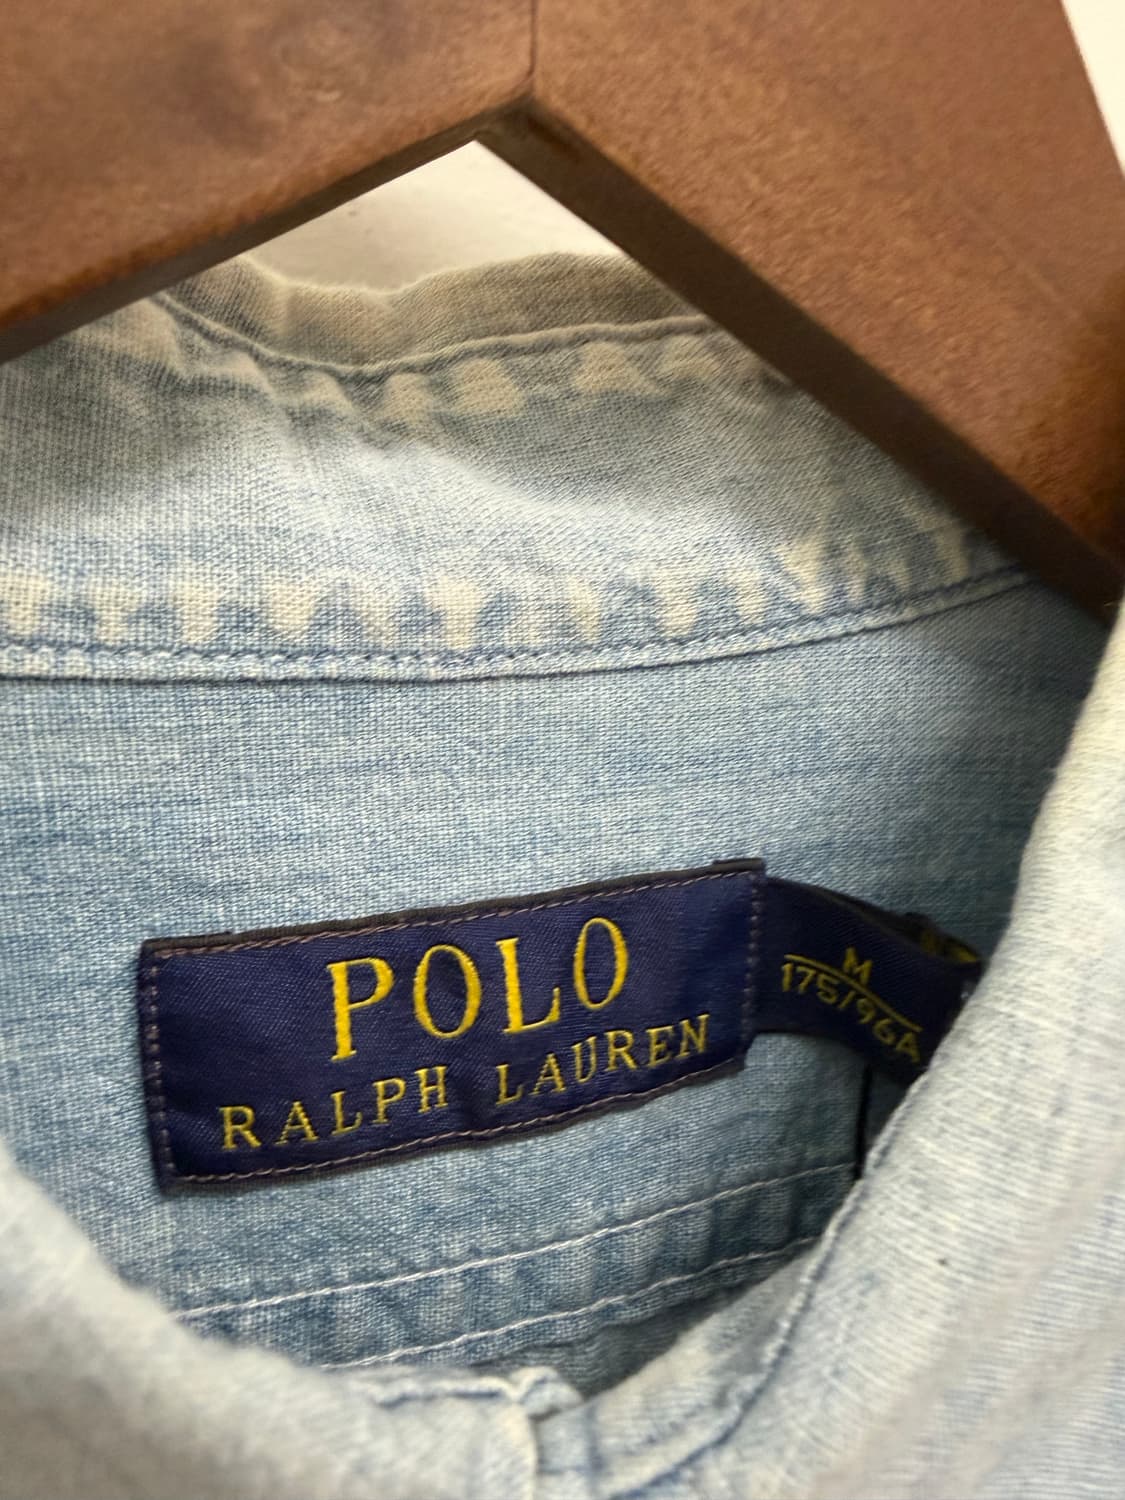 POLO
RALPH LAUREN
M
175/96A